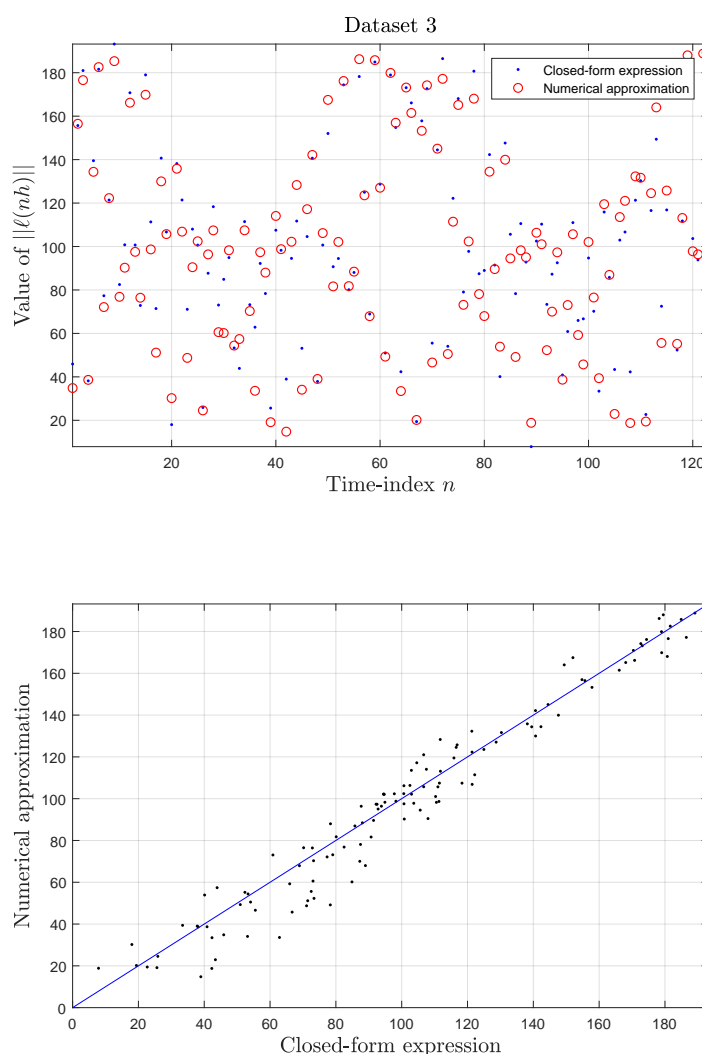 Dataset 3
Value of ||ℓ(nh)||
180
160
140
120
100
80
60
40
20
Closed-form expression
Numerical approximation
20 40 60 80 100 120
Time-index n
Numerical approximation
180
160
140
120
100
80
60
40
20
0
0 20 40 60 80 100 120 140 160 180
Closed-form expression